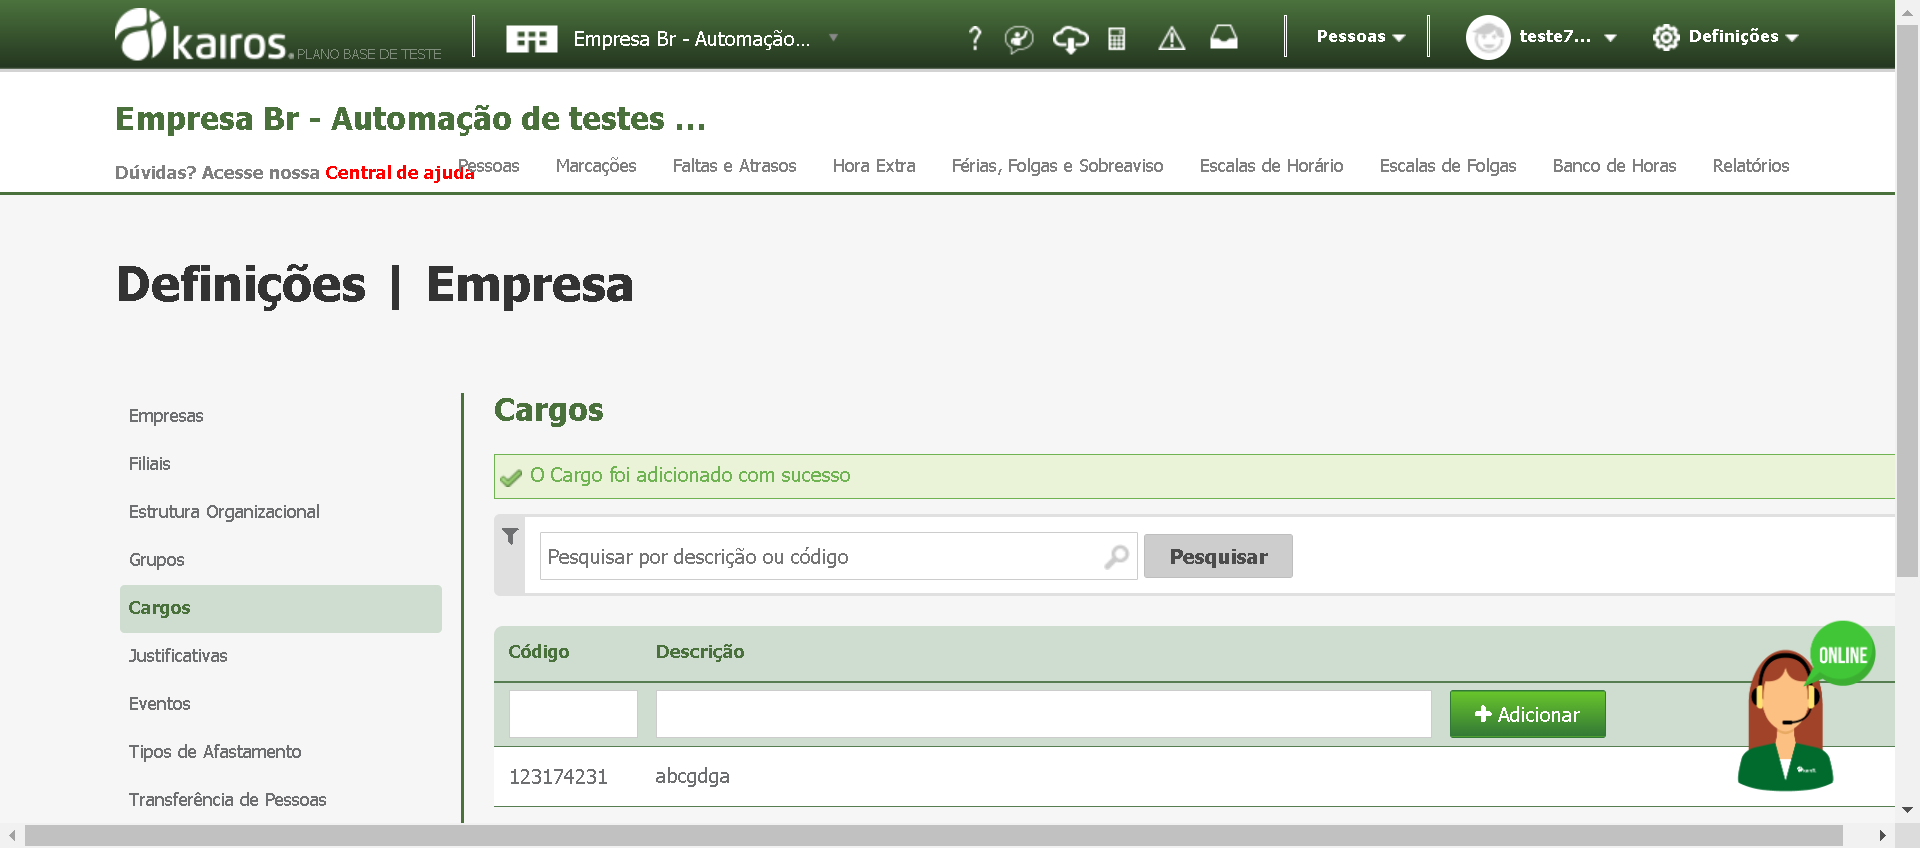 kairos. PLANO BASE DE TESTE
Empresa Br - Automação...
?
Pessoas
teste7...
Definições
Empresa Br - Automação de testes ...
Dúvidas? Acesse nossa Central de ajuda
Pessoas Marcações Faltas e Atrasos Hora Extra Férias, Folgas e Sobreaviso Escalas de Horário Escalas de Folgas Banco de Horas Relatórios
Definições | Empresa
Empresas
Filiais
Estrutura Organizacional
Grupos
Cargos
Justificativas
Eventos
Tipos de Afastamento
Transferência de Pessoas
Cargos
O Cargo foi adicionado com sucesso
Pesquisar por descrição ou código
Pesquisar
Código Descrição
Adicionar
123174231 abcgdga
ONLINE